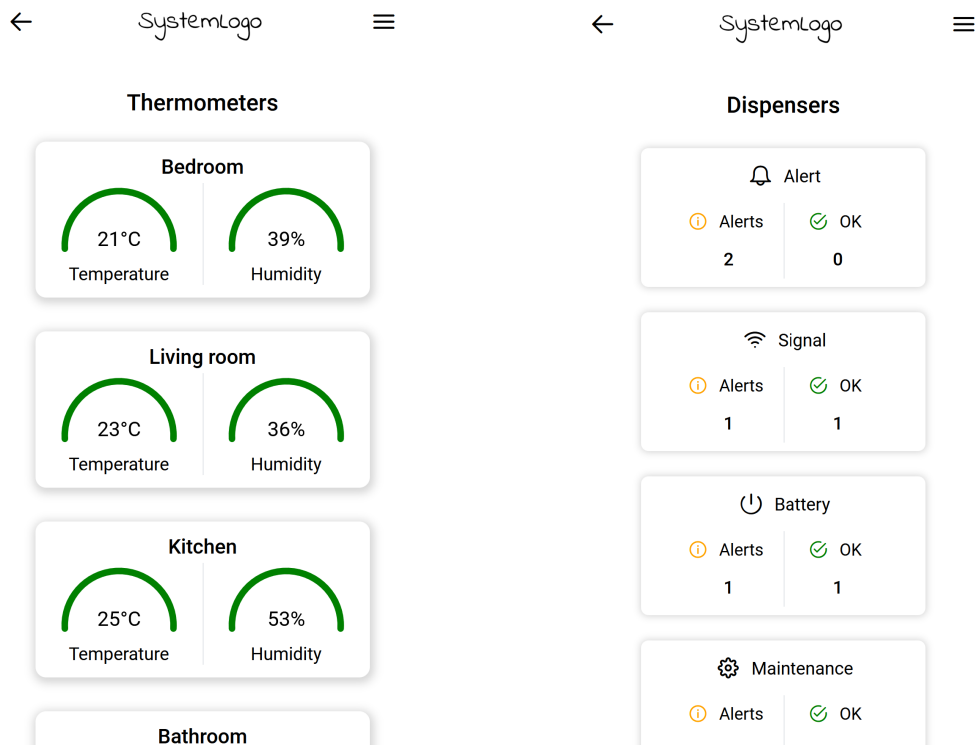 SystemLogo
Thermometers
Bedroom
21°C
39%
Temperature
Humidity
Living room
23°C
36%
Temperature
Humidity
Kitchen
25°C
53%
Temperature
Humidity
Bathroom
SystemLogo
Dispensers
Alert
Alerts
OK
2
0
Signal
Alerts
OK
1
1
Battery
Alerts
OK
1
1
Maintenance
Alerts
OK